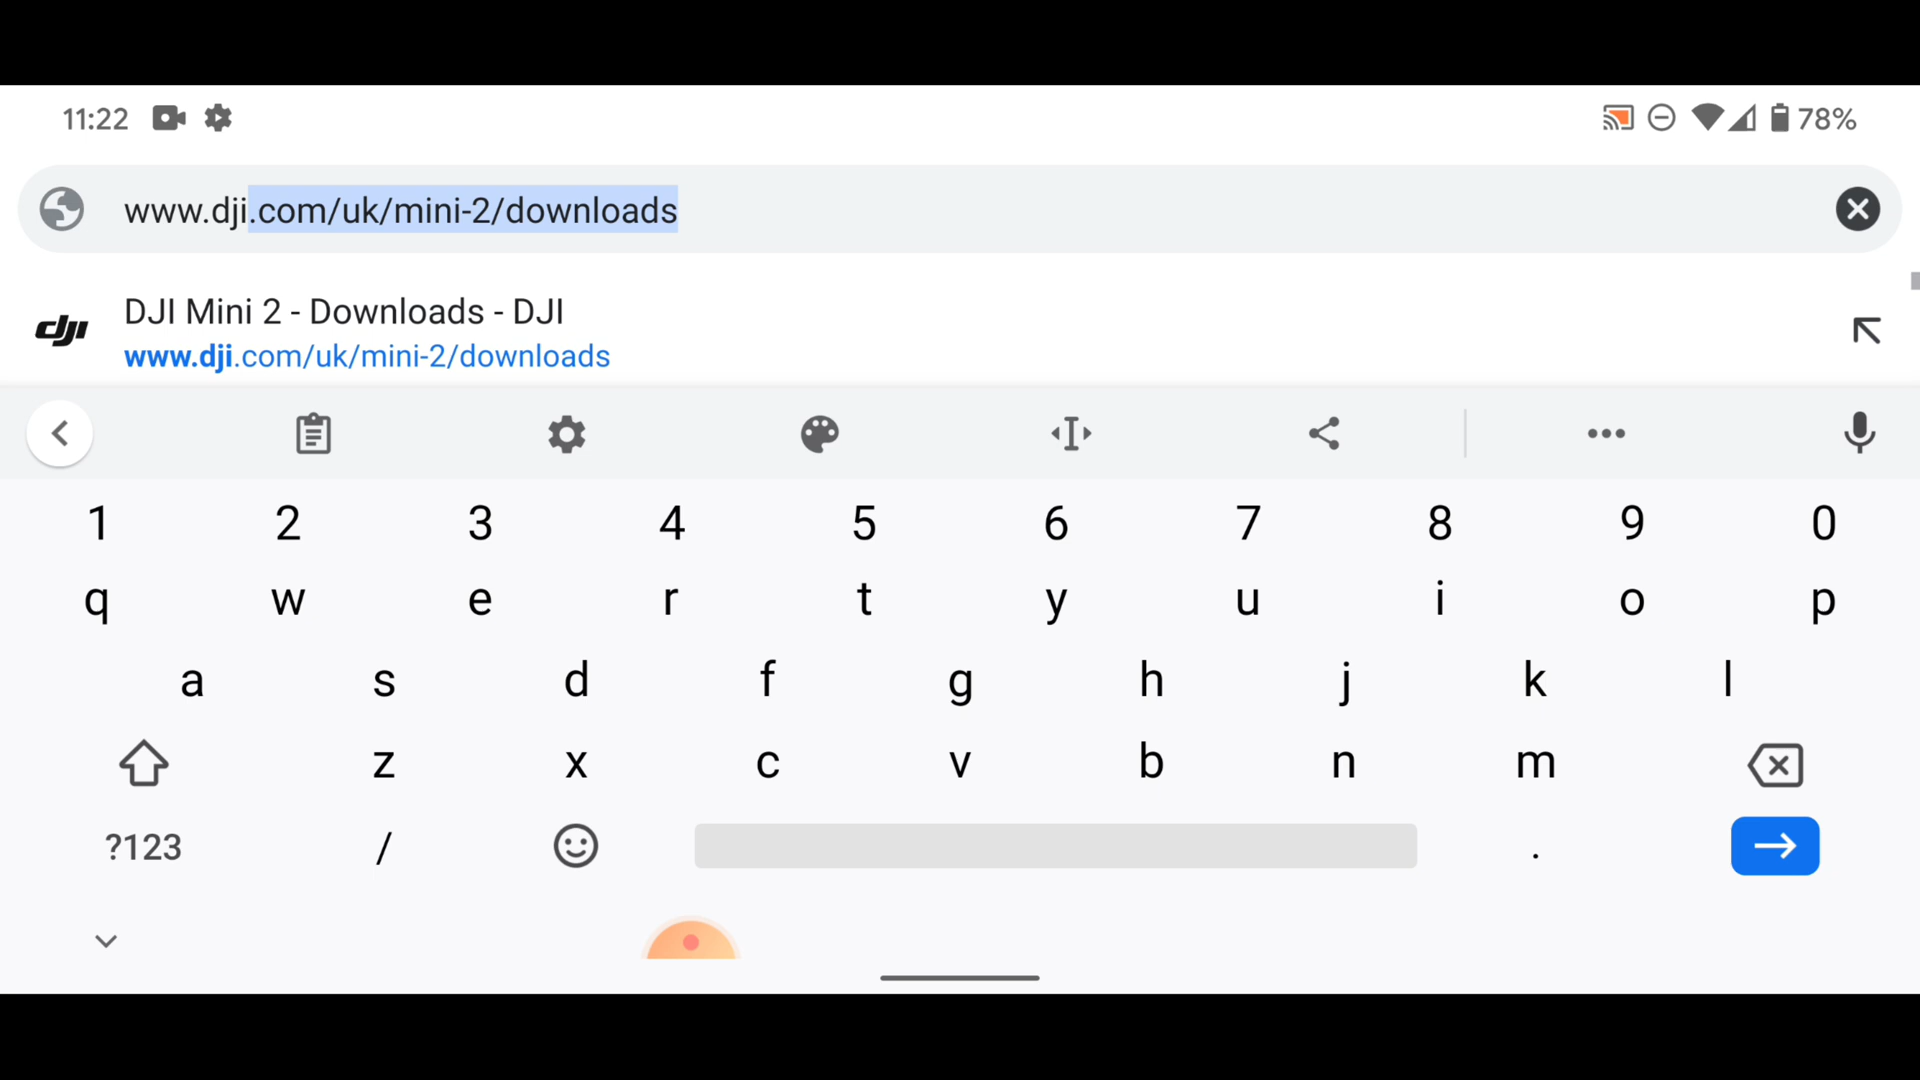 11:22
78%
www.dji.com/uk/mini-2/downloads
dji
DJI Mini 2 - Downloads - DJI
www.dji.com/uk/mini-2/downloads
1 2 3 4 5 6 7 8 9 0
q w e r t y u i o p
a s d f g h j k l
z x c v b n m
?123 / .